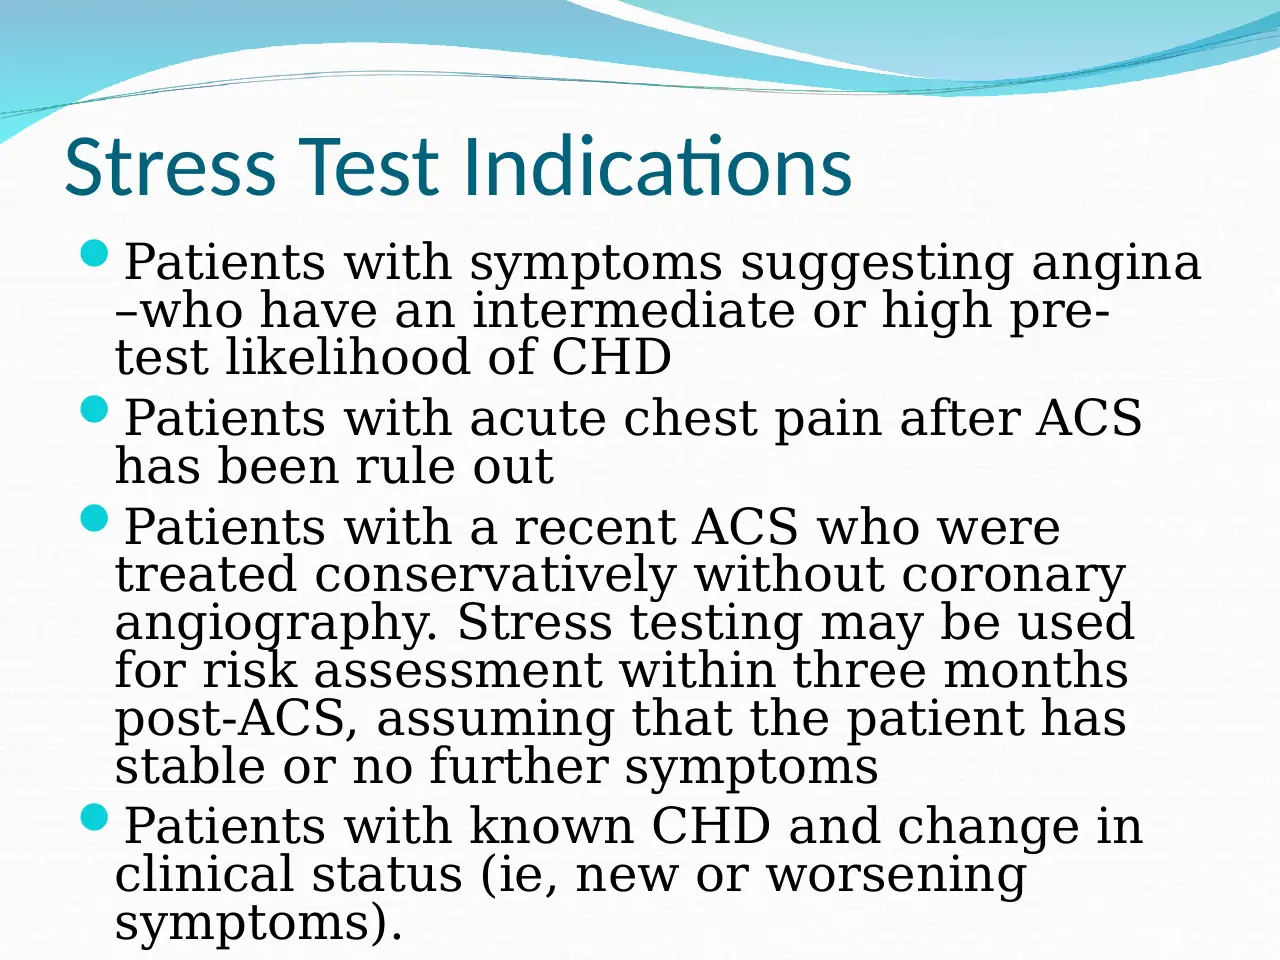 Stress Test Indications
Patients with symptoms suggesting angina
–who have an intermediate or high pre-
test likelihood of CHD
Patients with acute chest pain after ACS
has been rule out
Patients with a recent ACS who were
treated conservatively without coronary
angiography. Stress testing may be used
for risk assessment within three months
post-ACS, assuming that the patient has
stable or no further symptoms
Patients with known CHD and change in
clinical status (ie, new or worsening
symptoms).